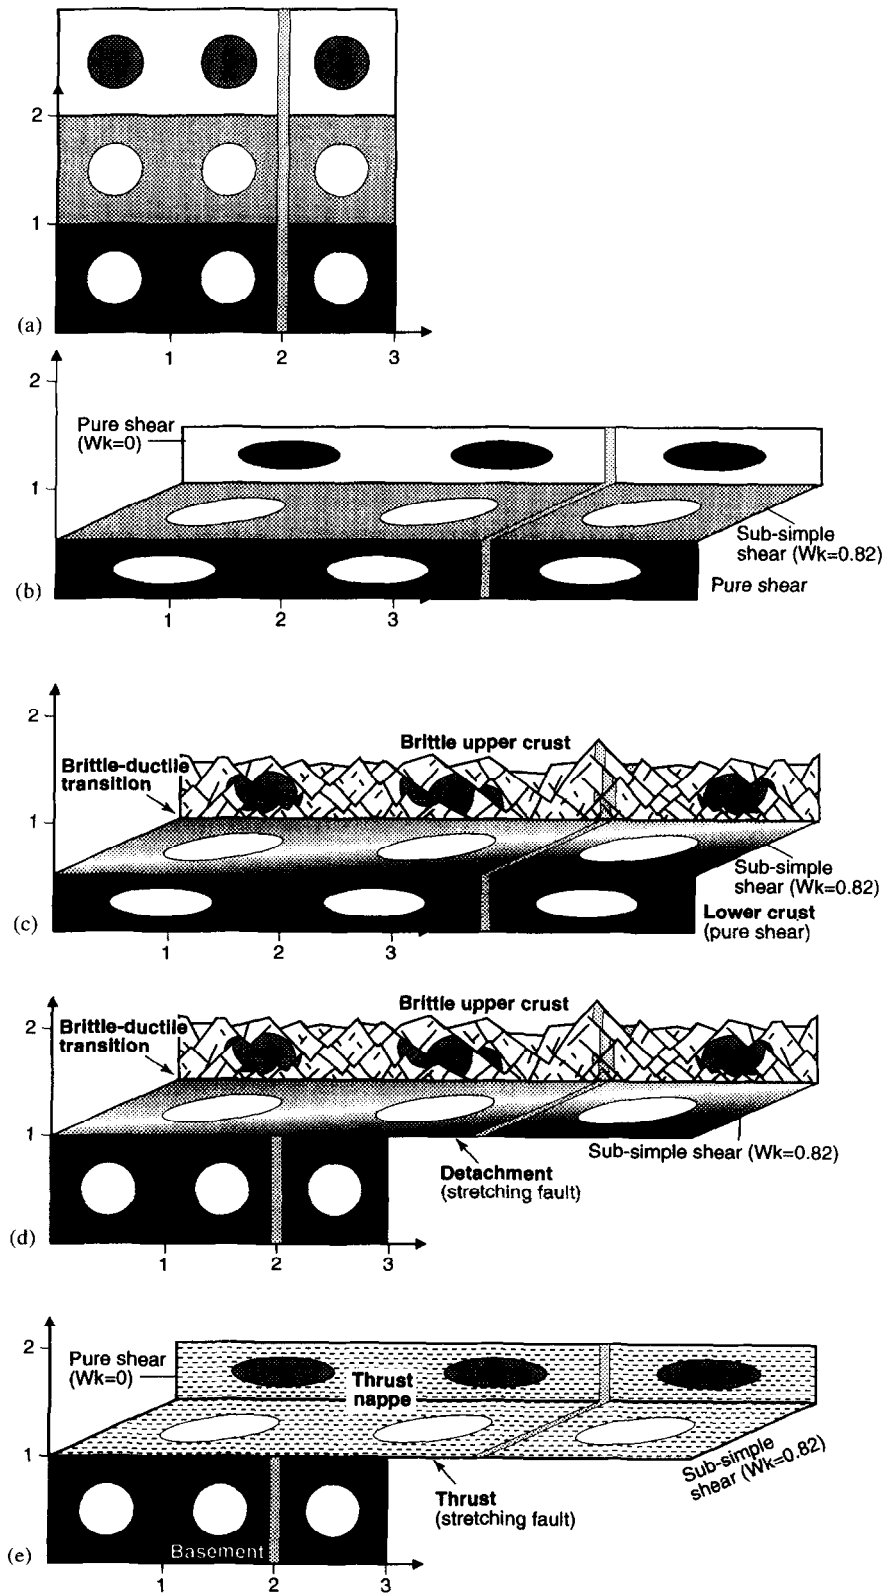 2
1
(a)
1 2 3
2
Pure shear
(Wk=0)
1
Sub-simple
shear (Wk=0.82)
(b)
Pure shear
1 2 3
2
Brittle upper crust
Brittle-ductile
transition
1
Sub-simple
shear (Wk=0.82)
(c)
Lower crust
(pure shear)
1 2 3
Brittle upper crust
2
Brittle-ductile
transition
1
Sub-simple shear (Wk=0.82)
Detachment
(stretching fault)
(d)
1 2 3
2
Pure shear
(Wk=0)
Thrust
nappe
1
Sub-simple
shear (Wk=0.82)
Thrust
(stretching fault)
(e)
Basement
1 2 3